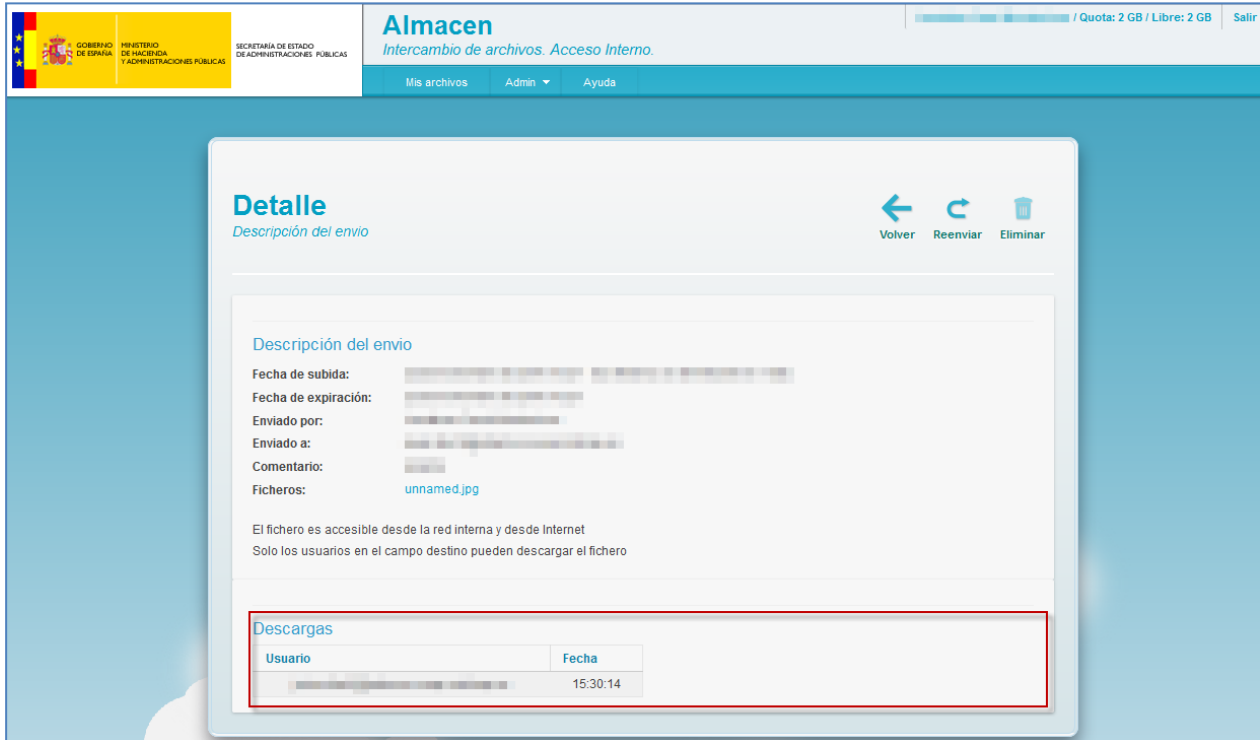 GOBIERNO DE ESPAÑA
MINISTERIO DE HACIENDA Y ADMINISTRACIONES PÚBLICAS
SECRETARÍA DE ESTADO DE ADMINISTRACIONES PÚBLICAS
Almacen
Intercambio de archivos. Acceso Interno.
/ Quota: 2 GB / Libre: 2 GB
Salir
Mis archivos
Admin
Ayuda
Detalle
Descripción del envio
Volver
Reenviar
Eliminar
Descripción del envio
Fecha de subida:
Fecha de expiración:
Enviado por:
Enviado a:
Comentario:
Ficheros: unnamed.jpg
El fichero es accesible desde la red interna y desde Internet
Solo los usuarios en el campo destino pueden descargar el fichero
Descargas
Usuario Fecha
15:30:14